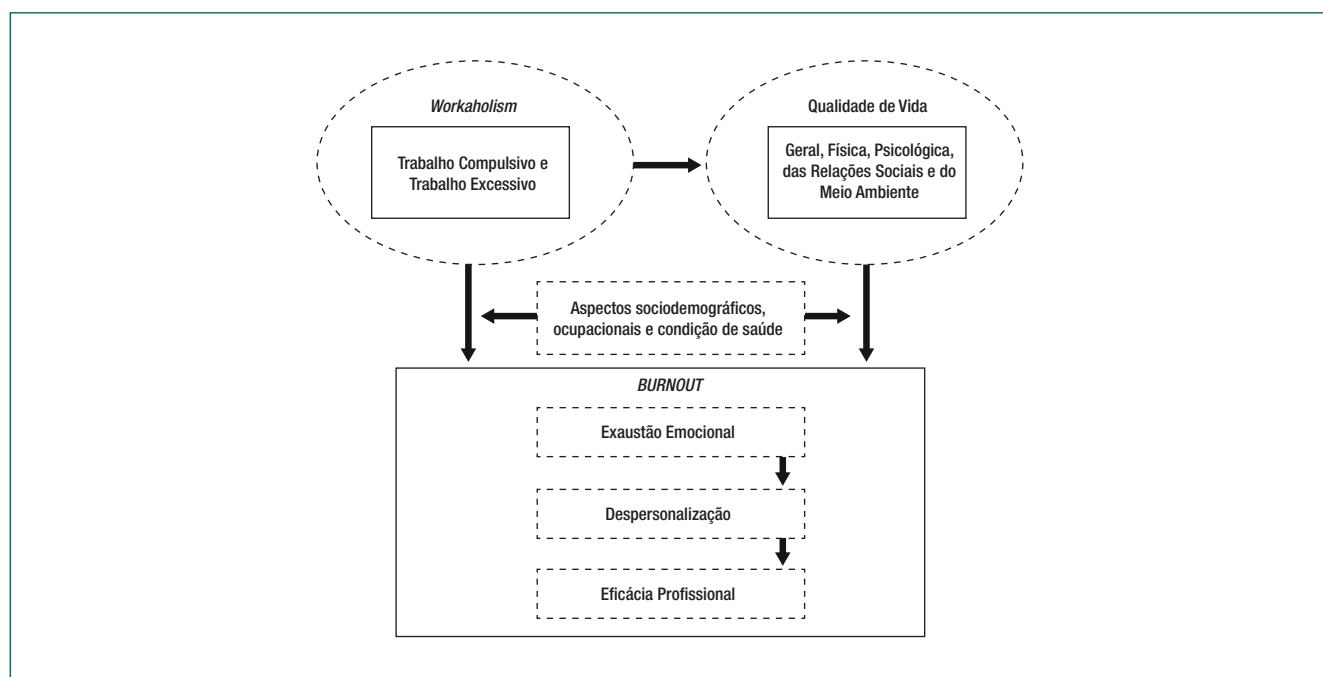 Workaholism
Trabalho Compulsivo e
Trabalho Excessivo
Qualidade de Vida
Geral, Física, Psicológica,
das Relações Sociais e do
Meio Ambiente
Aspectos sociodemográficos,
ocupacionais e condição de saúde
BURNOUT
Exaustão Emocional
Despersonalização
Eficácia Profissional